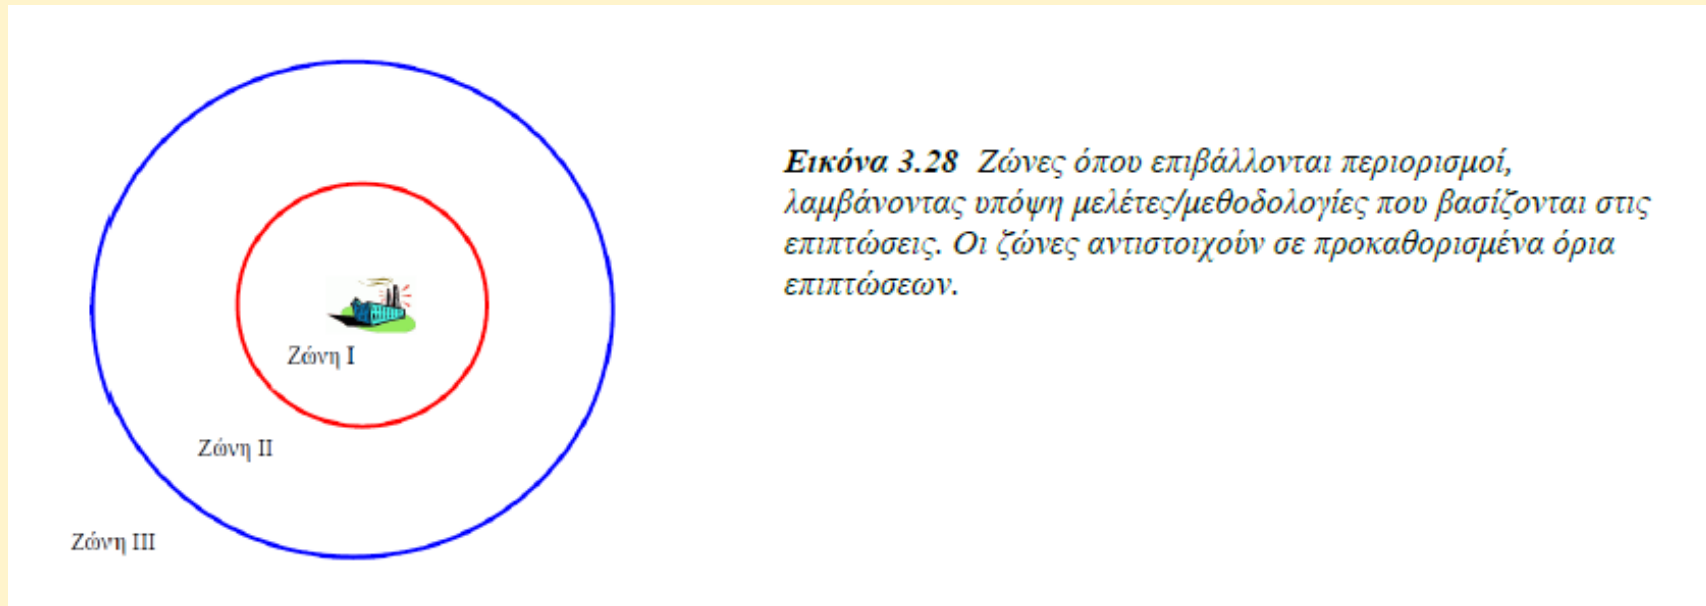 Εικόνα 3.28 Ζώνες όπου επιβάλλονται περιορισμοί,
λαμβάνοντας υπόψη μελέτες/μεθοδολογίες που βασίζονται στις
επιπτώσεις. Οι ζώνες αντιστοιχούν σε προκαθορισμένα όρια
επιπτώσεων.
Ζώνη I
Ζώνη II
Ζώνη III